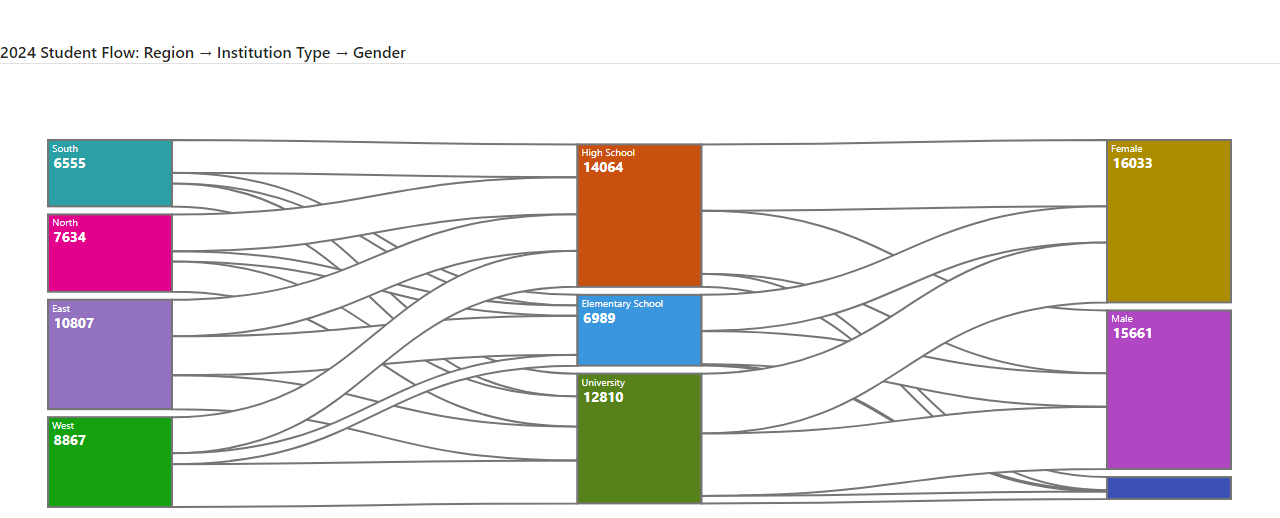 2024 Student Flow: Region → Institution Type → Gender
South
6555
North
7634
East
10807
West
8867
High School
14064
Elementary School
6989
University
12810
Female
16033
Male
15661